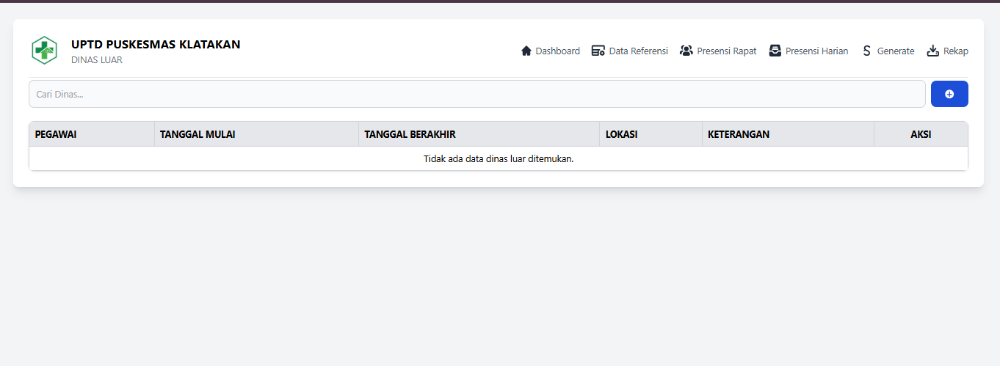 UPTD PUSKESMAS KLATAKAN
DINAS LUAR
Dashboard Data Referensi Presensi Rapat Presensi Harian Generate Rekap
Cari Dinas...
PEGAWAI TANGGAL MULAI TANGGAL BERAKHIR LOKASI KETERANGAN AKSI
Tidak ada data dinas luar ditemukan.